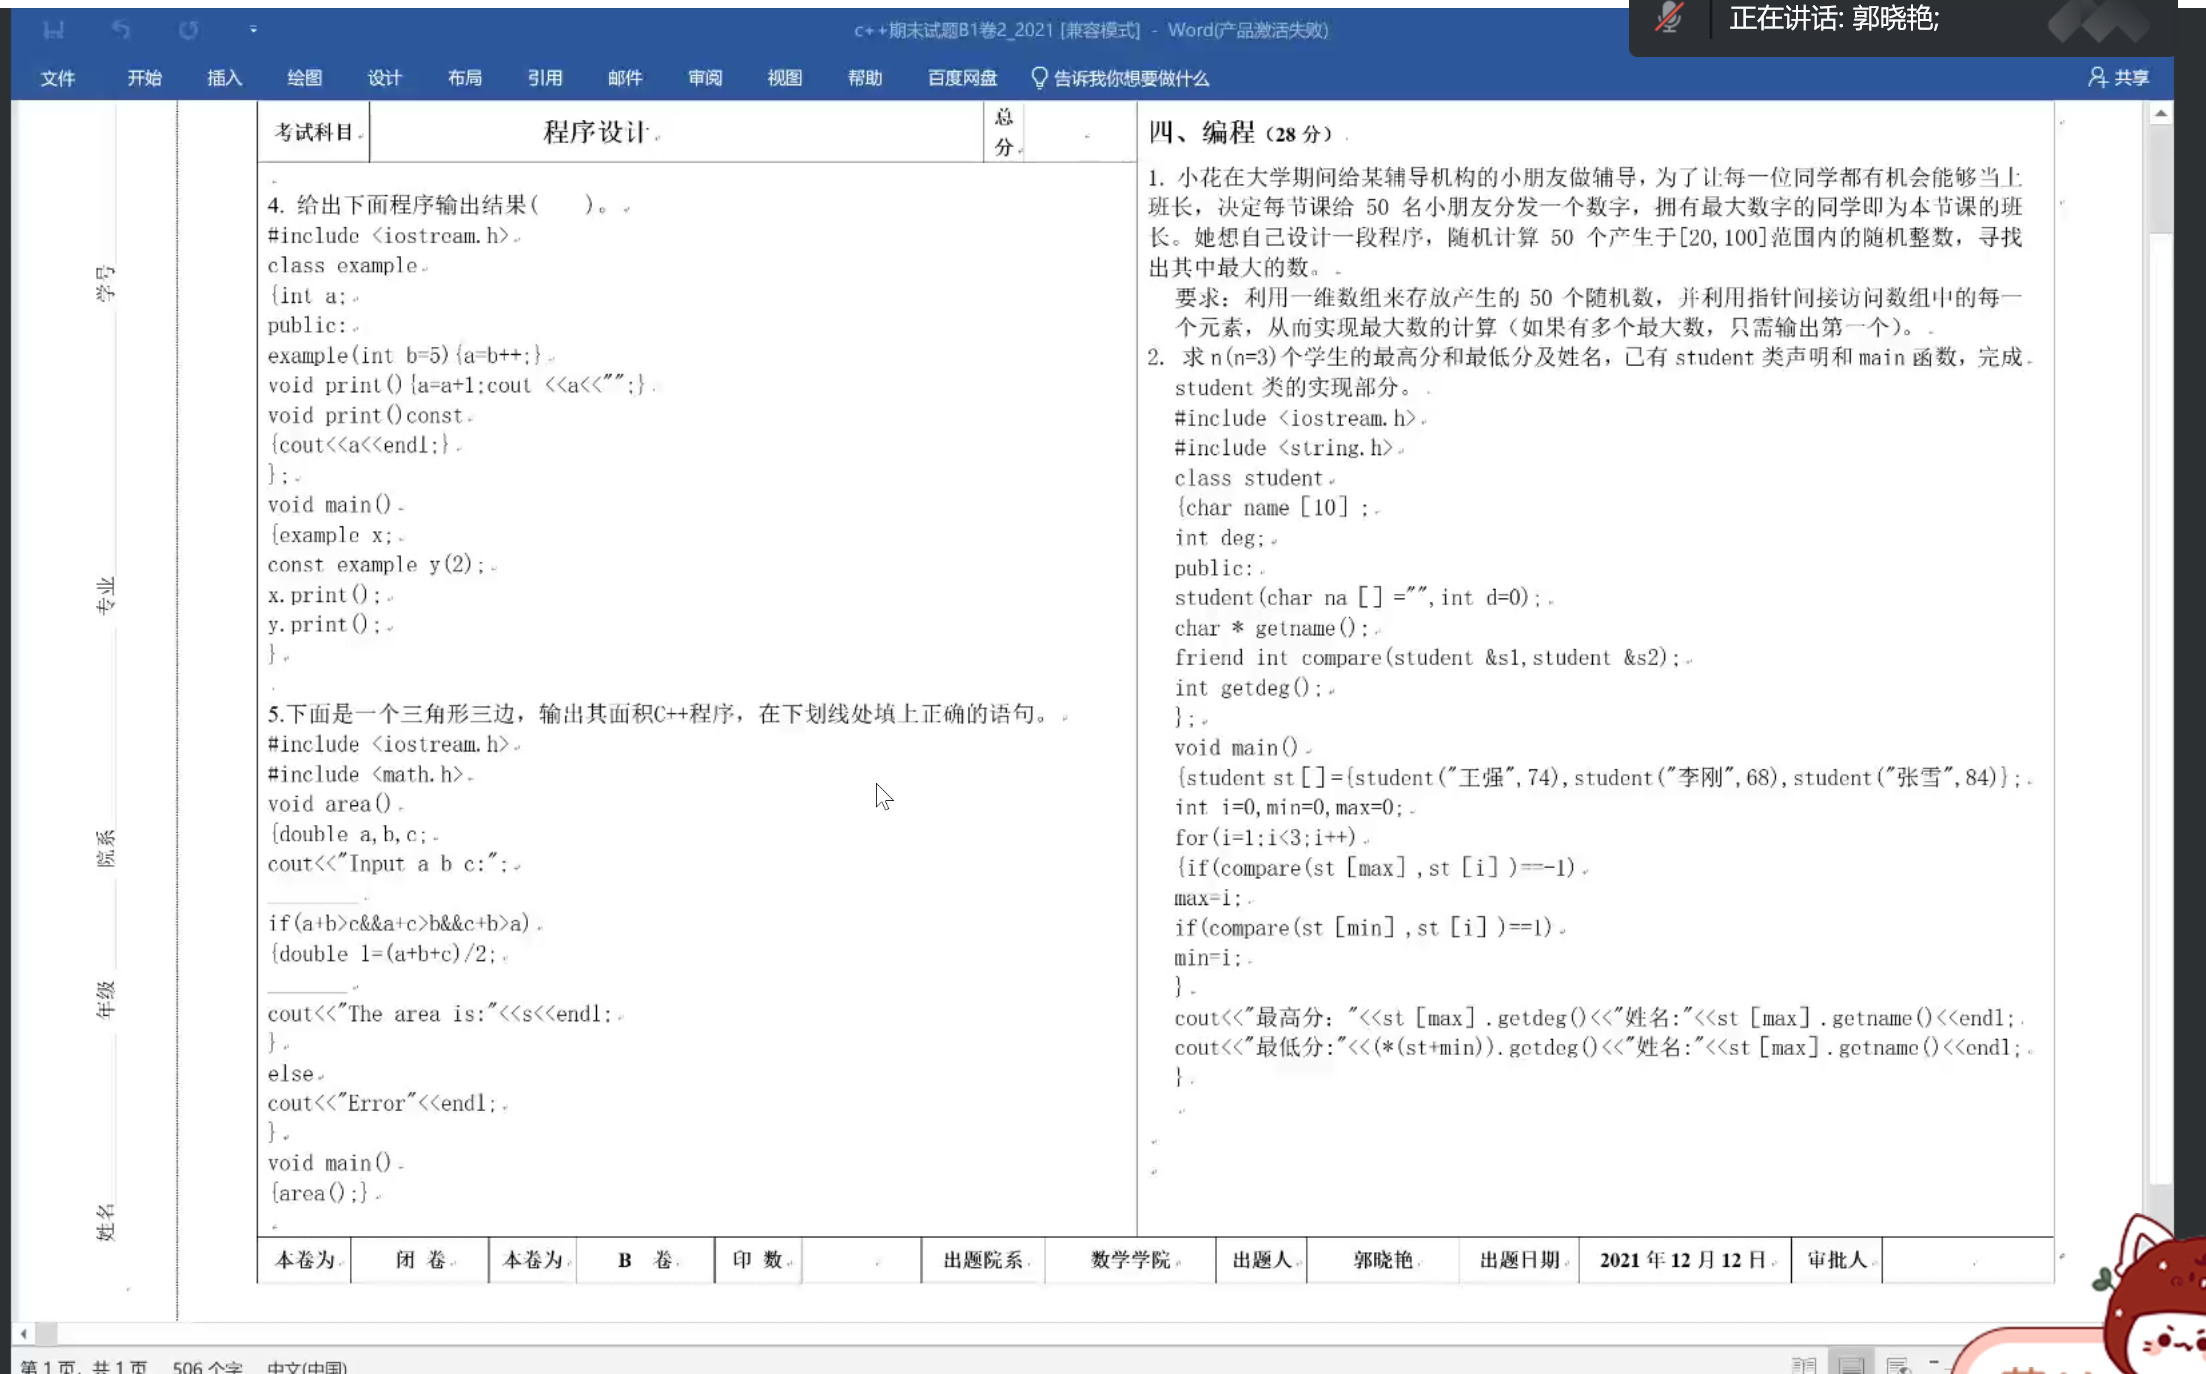 c++期末试题B1卷2_2021 [兼容模式] - Word(产品激活失败)
正在讲话: 郭晓艳;
文件 开始 插入 绘图 设计 布局 引用 邮件 审阅 视图 帮助 百度网盘 告诉我你想要做什么 共享
学号
专业
院系
年级
姓名
考试科目 程序设计 总分
4. 给出下面程序输出结果(    )。
#include <iostream.h>
class example
{int a;
public:
example(int b=5){a=b++;}
void print(){a=a+1;cout <<a<<"";}
void print()const
{cout<<a<<endl;}
};
void main()
{example x;
const example y(2);
x.print();
y.print();
}
5.下面是一个三角形三边，输出其面积C++程序，在下划线处填上正确的语句。
#include <iostream.h>
#include <math.h>
void area()
{double a,b,c;
cout<<"Input a b c:";
________
if(a+b>c&&a+c>b&&c+b>a)
{double l=(a+b+c)/2;
________
cout<<"The area is:"<<s<<endl;
}
else
cout<<"Error"<<endl;
}
void main()
{area();}
四、编程（28 分）
1. 小花在大学期间给某辅导机构的小朋友做辅导，为了让每一位同学都有机会能够当上
班长，决定每节课给 50 名小朋友分发一个数字，拥有最大数字的同学即为本节课的班
长。她想自己设计一段程序，随机计算 50 个产生于[20,100]范围内的随机整数，寻找
出其中最大的数。
要求：利用一维数组来存放产生的 50 个随机数，并利用指针间接访问数组中的每一
个元素，从而实现最大数的计算（如果有多个最大数，只需输出第一个）。
2. 求 n(n=3)个学生的最高分和最低分及姓名，已有 student 类声明和 main 函数，完成
student 类的实现部分。
#include <iostream.h>
#include <string.h>
class student
{char name [10] ;
int deg;
public:
student(char na [] ="",int d=0);
char * getname();
friend int compare(student &s1,student &s2);
int getdeg();
};
void main()
{student st[]={student("王强",74),student("李刚",68),student("张雪",84)};
int i=0,min=0,max=0;
for(i=1;i<3;i++)
{if(compare(st [max] ,st [i] )==-1)
max=i;
if(compare(st [min] ,st [i] )==1)
min=i;
}
cout<<"最高分："<<st [max] .getdeg()<<"姓名:"<<st [max] .getname()<<endl;
cout<<"最低分:"<<(*(st+min)).getdeg()<<"姓名:"<<st [max] .getname()<<endl;
}
本卷为 闭 卷 本卷为 B 卷 印 数 出题院系 数学学院 出题人 郭晓艳 出题日期 2021 年 12 月 12 日 审批人
第 1 页，共 1 页 506 个字 中文(中国)